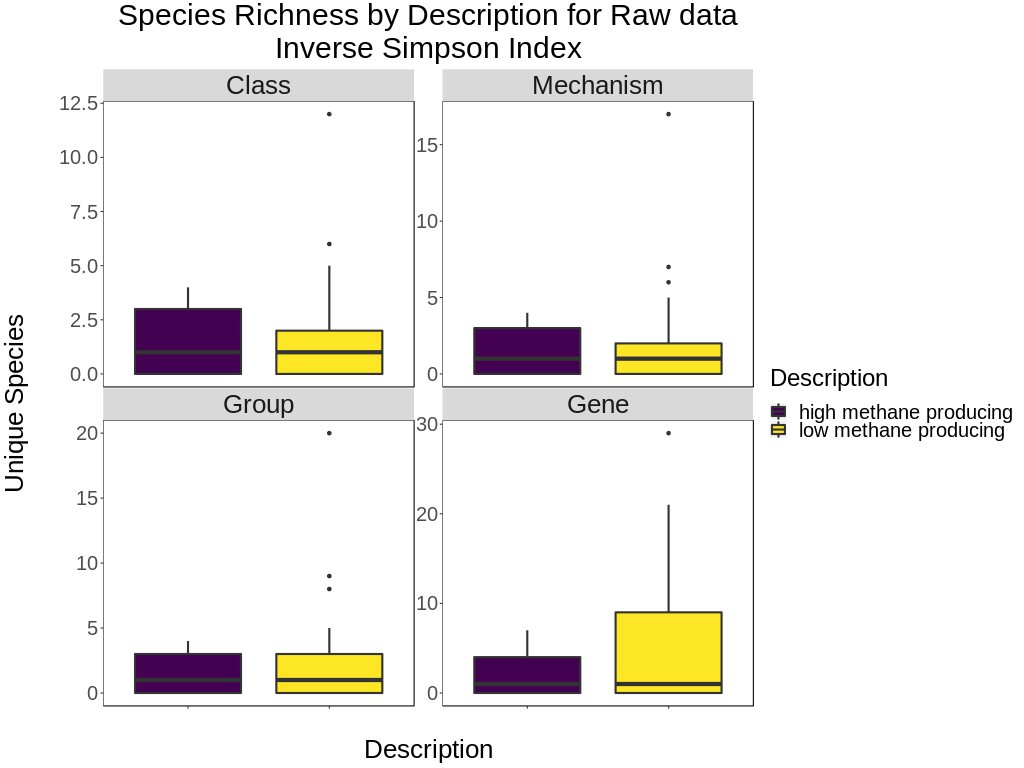 Species Richness by Description for Raw data
Inverse Simpson Index
Class
Mechanism
12.5
10.0
7.5
5.0
2.5
0.0
15
10
5
0
Group
Gene
20
15
10
5
0
30
20
10
0
Unique Species
Description
Description
high methane producing
low methane producing